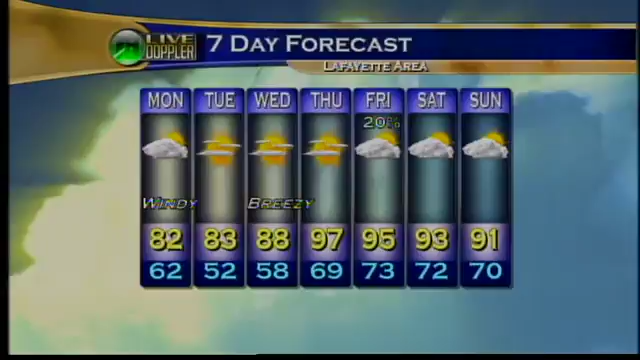 LIVE DOPPLER
7 DAY FORECAST
LAFAYETTE AREA
MON TUE WED THU FRI SAT SUN
20%
WINDY BREEZY
82 83 88 97 95 93 91
62 52 58 69 73 72 70